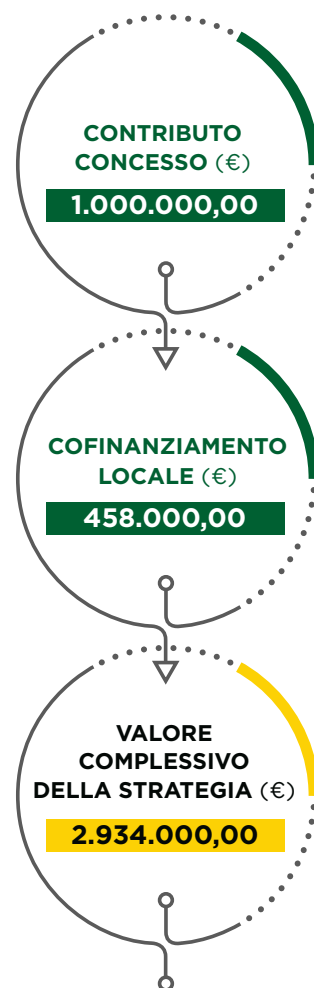 CONTRIBUTO
CONCESSO (€)
1.000.000,00
COFINANZIAMENTO
LOCALE (€)
458.000,00
VALORE
COMPLESSIVO
DELLA STRATEGIA (€)
2.934.000,00